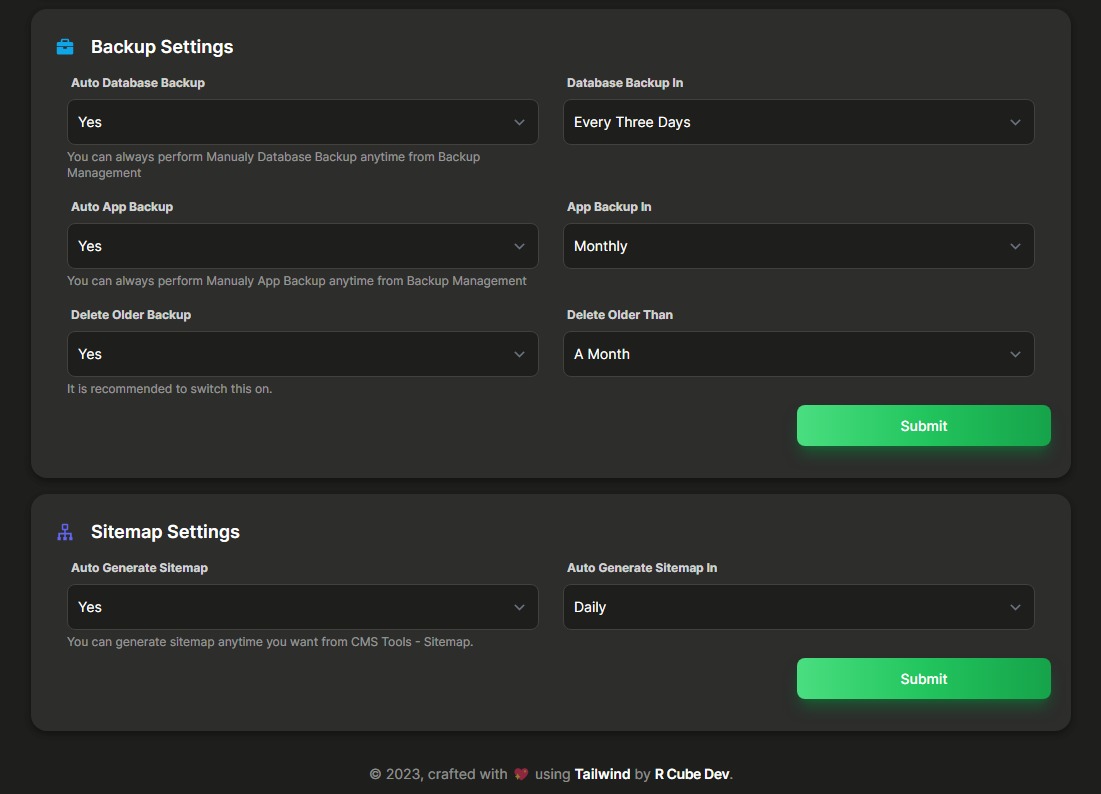 Backup Settings
Auto Database Backup
Database Backup In
Yes
Every Three Days
You can always perform Manualy Database Backup anytime from Backup
Management
Auto App Backup
App Backup In
Yes
Monthly
You can always perform Manualy App Backup anytime from Backup Management
Delete Older Backup
Delete Older Than
Yes
A Month
It is recommended to switch this on.
Submit
Sitemap Settings
Auto Generate Sitemap
Auto Generate Sitemap In
Yes
Daily
You can generate sitemap anytime you want from CMS Tools - Sitemap.
Submit
© 2023, crafted with 💖 using Tailwind by R Cube Dev.